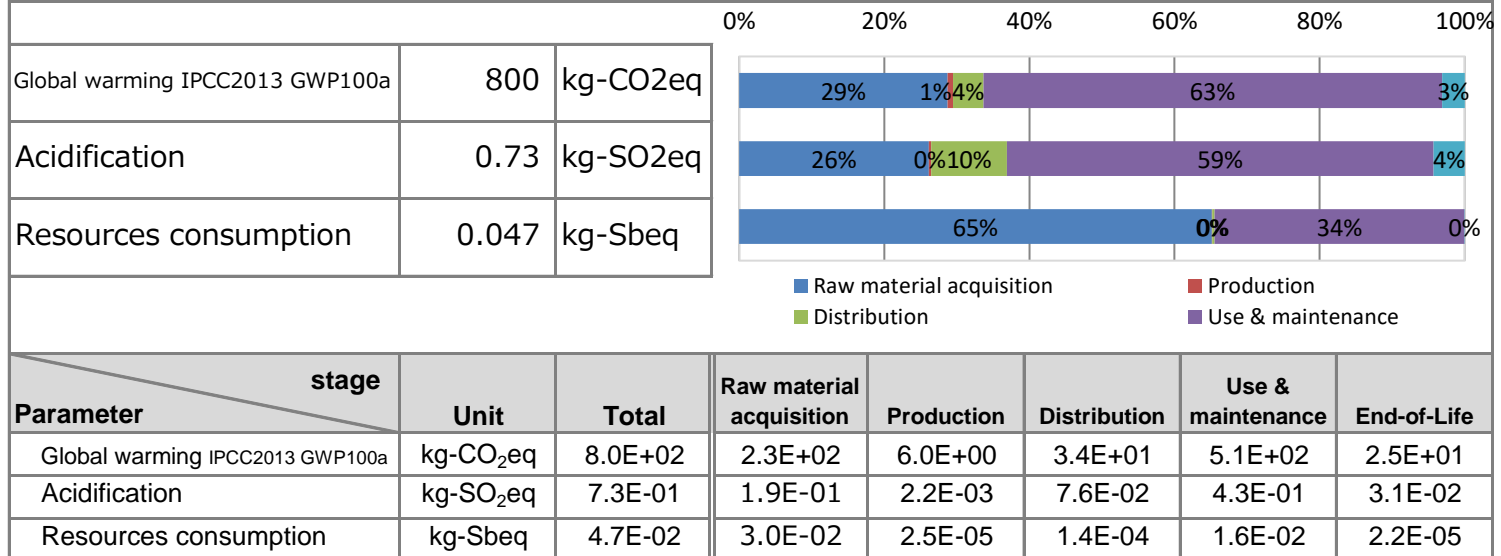 0% 20% 40% 60% 80% 100%
Global warming IPCC2013 GWP100a 800 kg-CO2eq 29% 1% 4% 63% 3%
Acidification 0.73 kg-SO2eq 26% 0% 10% 59% 4%
Resources consumption 0.047 kg-Sbeq 65% 0% 34% 0%
Raw material acquisition Production
Distribution Use & maintenance
stage
Parameter Unit Total Raw material acquisition Production Distribution Use & maintenance End-of-Life
Global warming IPCC2013 GWP100a kg-CO₂eq 8.0E+02 2.3E+02 6.0E+00 3.4E+01 5.1E+02 2.5E+01
Acidification kg-SO₂eq 7.3E-01 1.9E-01 2.2E-03 7.6E-02 4.3E-01 3.1E-02
Resources consumption kg-Sbeq 4.7E-02 3.0E-02 2.5E-05 1.4E-04 1.6E-02 2.2E-05